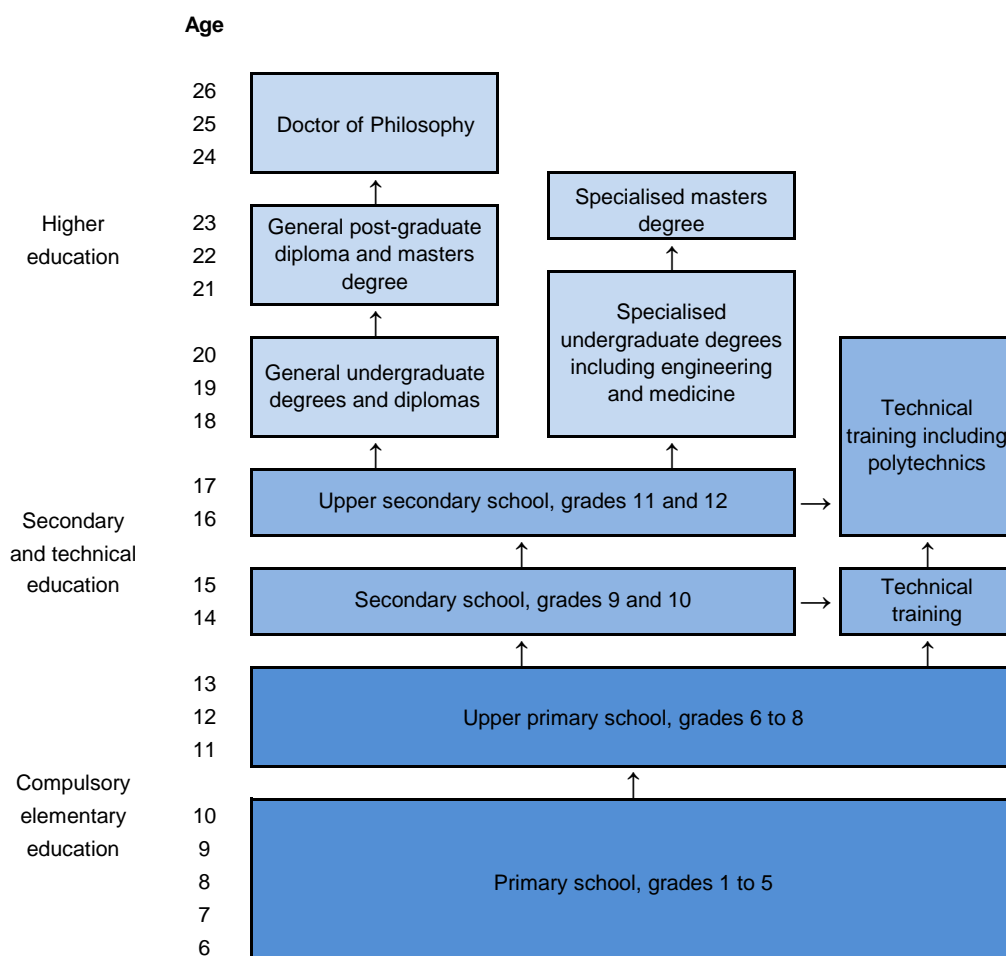 Age
26
25
24
Doctor of Philosophy
Higher
education
23
22
21
General post-graduate
diploma and masters
degree
Specialised masters
degree
20
19
18
General undergraduate
degrees and diplomas
Specialised
undergraduate degrees
including engineering
and medicine
Technical
training including
polytechnics
Secondary
and technical
education
17
16
Upper secondary school, grades 11 and 12
15
14
Secondary school, grades 9 and 10
Technical
training
13
12
11
Upper primary school, grades 6 to 8
Compulsory
elementary
education
10
9
8
7
6
Primary school, grades 1 to 5